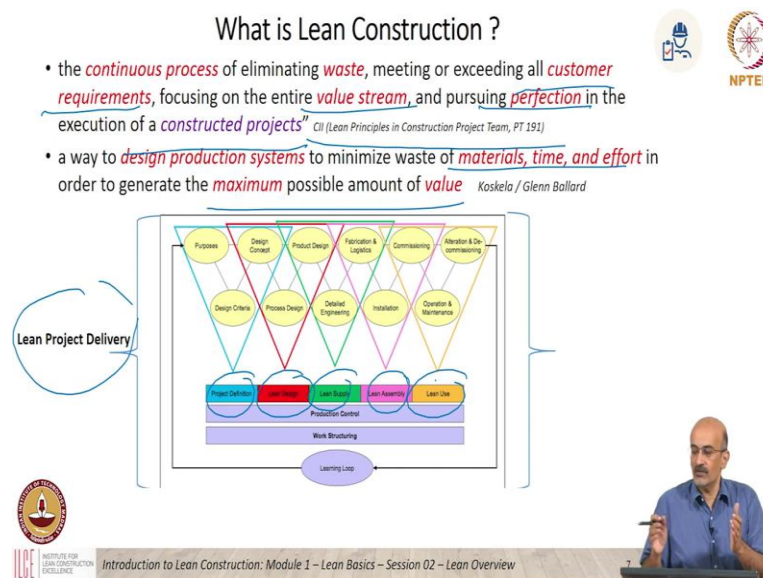 What is Lean Construction ?
NPTEL
• the continuous process of eliminating waste, meeting or exceeding all customer
requirements, focusing on the entire value stream, and pursuing perfection in the
execution of a constructed projects” CII (Lean Principles in Construction Project Team, PT 191)
• a way to design production systems to minimize waste of materials, time, and effort in
order to generate the maximum possible amount of value Koskela / Glenn Ballard
Purposes
Design Concept
Product Design
Fabrication & Logistics
Commissioning
Alteration & De-commissioning
Design Criteria
Process Design
Detailed Engineering
Installation
Operation & Maintenance
Lean Project Delivery
Project Definition
Lean Design
Lean Supply
Lean Assembly
Lean Use
Production Control
Work Structuring
Learning Loop
ILCE
INSTITUTE FOR
LEAN CONSTRUCTION
EXCELLENCE
Introduction to Lean Construction: Module 1 – Lean Basics – Session 02 – Lean Overview
7